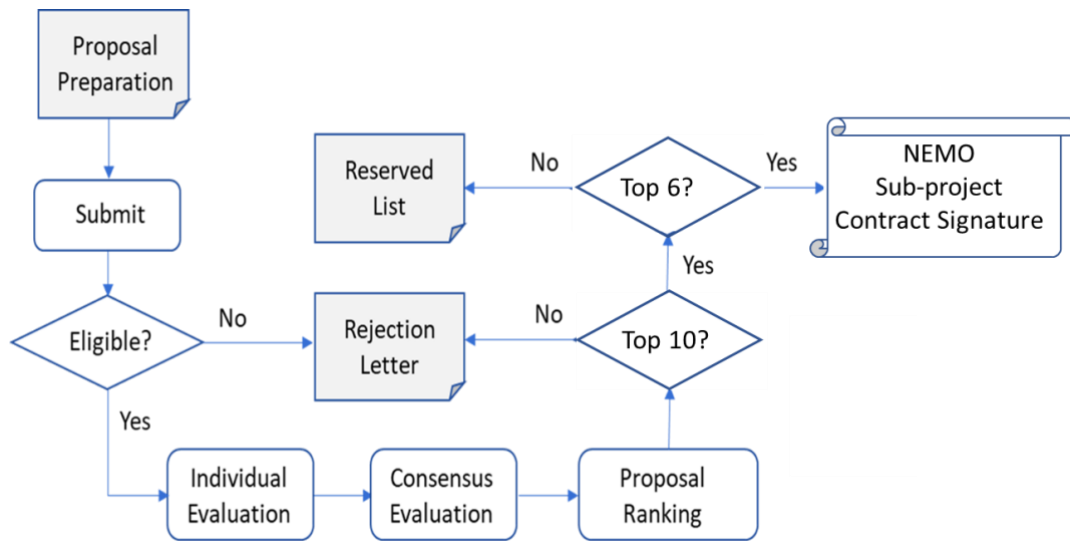 Proposal
Preparation
Submit
Eligible?
No
Yes
Rejection
Letter
Individual
Evaluation
Consensus
Evaluation
Proposal
Ranking
Top 10?
No
Yes
Top 6?
No
Reserved
List
Yes
NEMO
Sub-project
Contract Signature